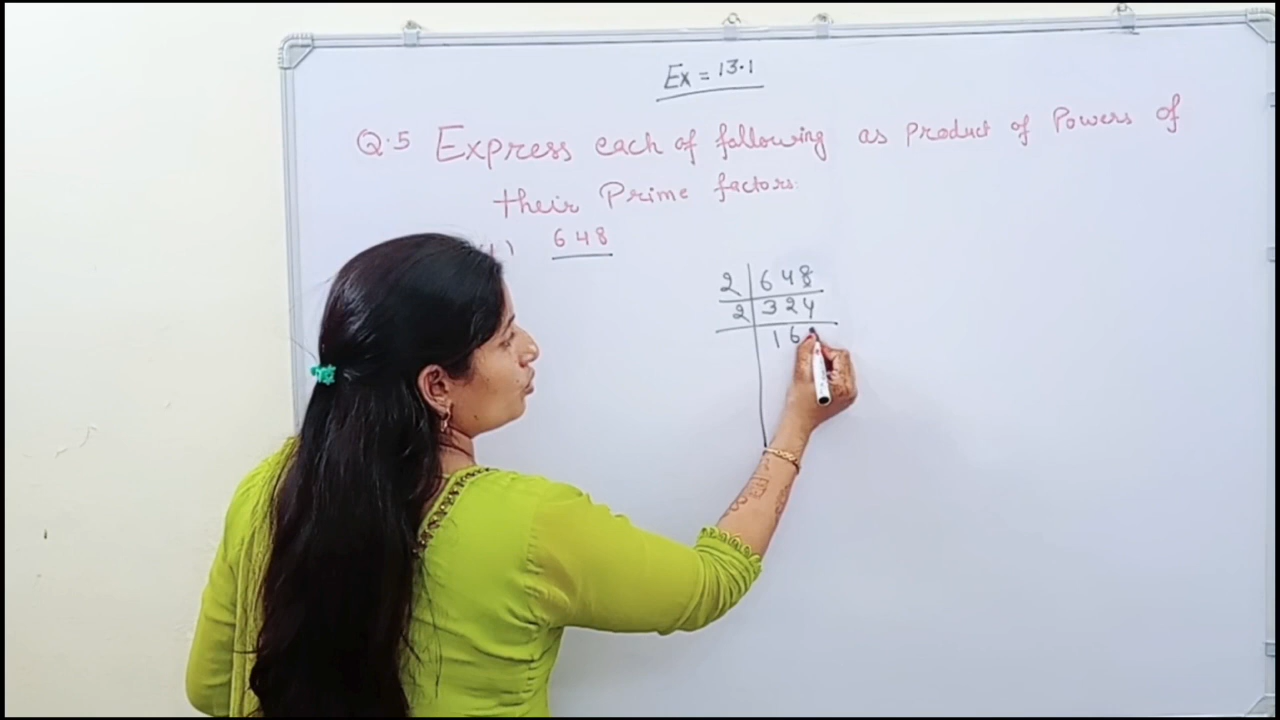 Ex = 13.1
Q.5 Express each of following as Product of Powers of
their Prime factors.
648
2 648
2 324
16